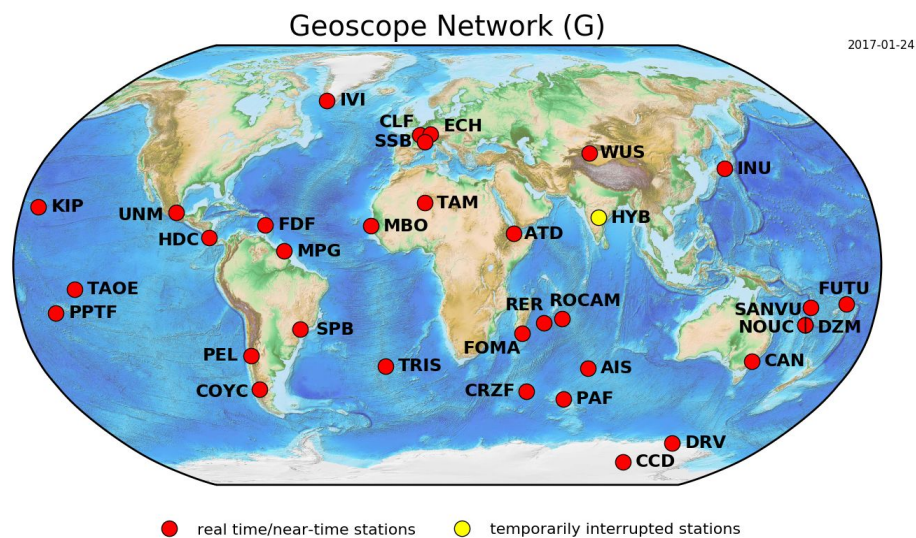 Geoscope Network (G)
2017-01-24
IVI
CLF
ECH
SSB
WUS
INU
KIP
UNM
TAM
HYB
FDF
MBO
HDC
ATD
MPG
TAOE
FUTU
RER
ROCAM
SANVU
PPTF
SPB
NOUC
DZM
FOMA
PEL
TRIS
AIS
CAN
COYC
CRZF
PAF
DRV
CCD
real time/near-time stations
temporarily interrupted stations